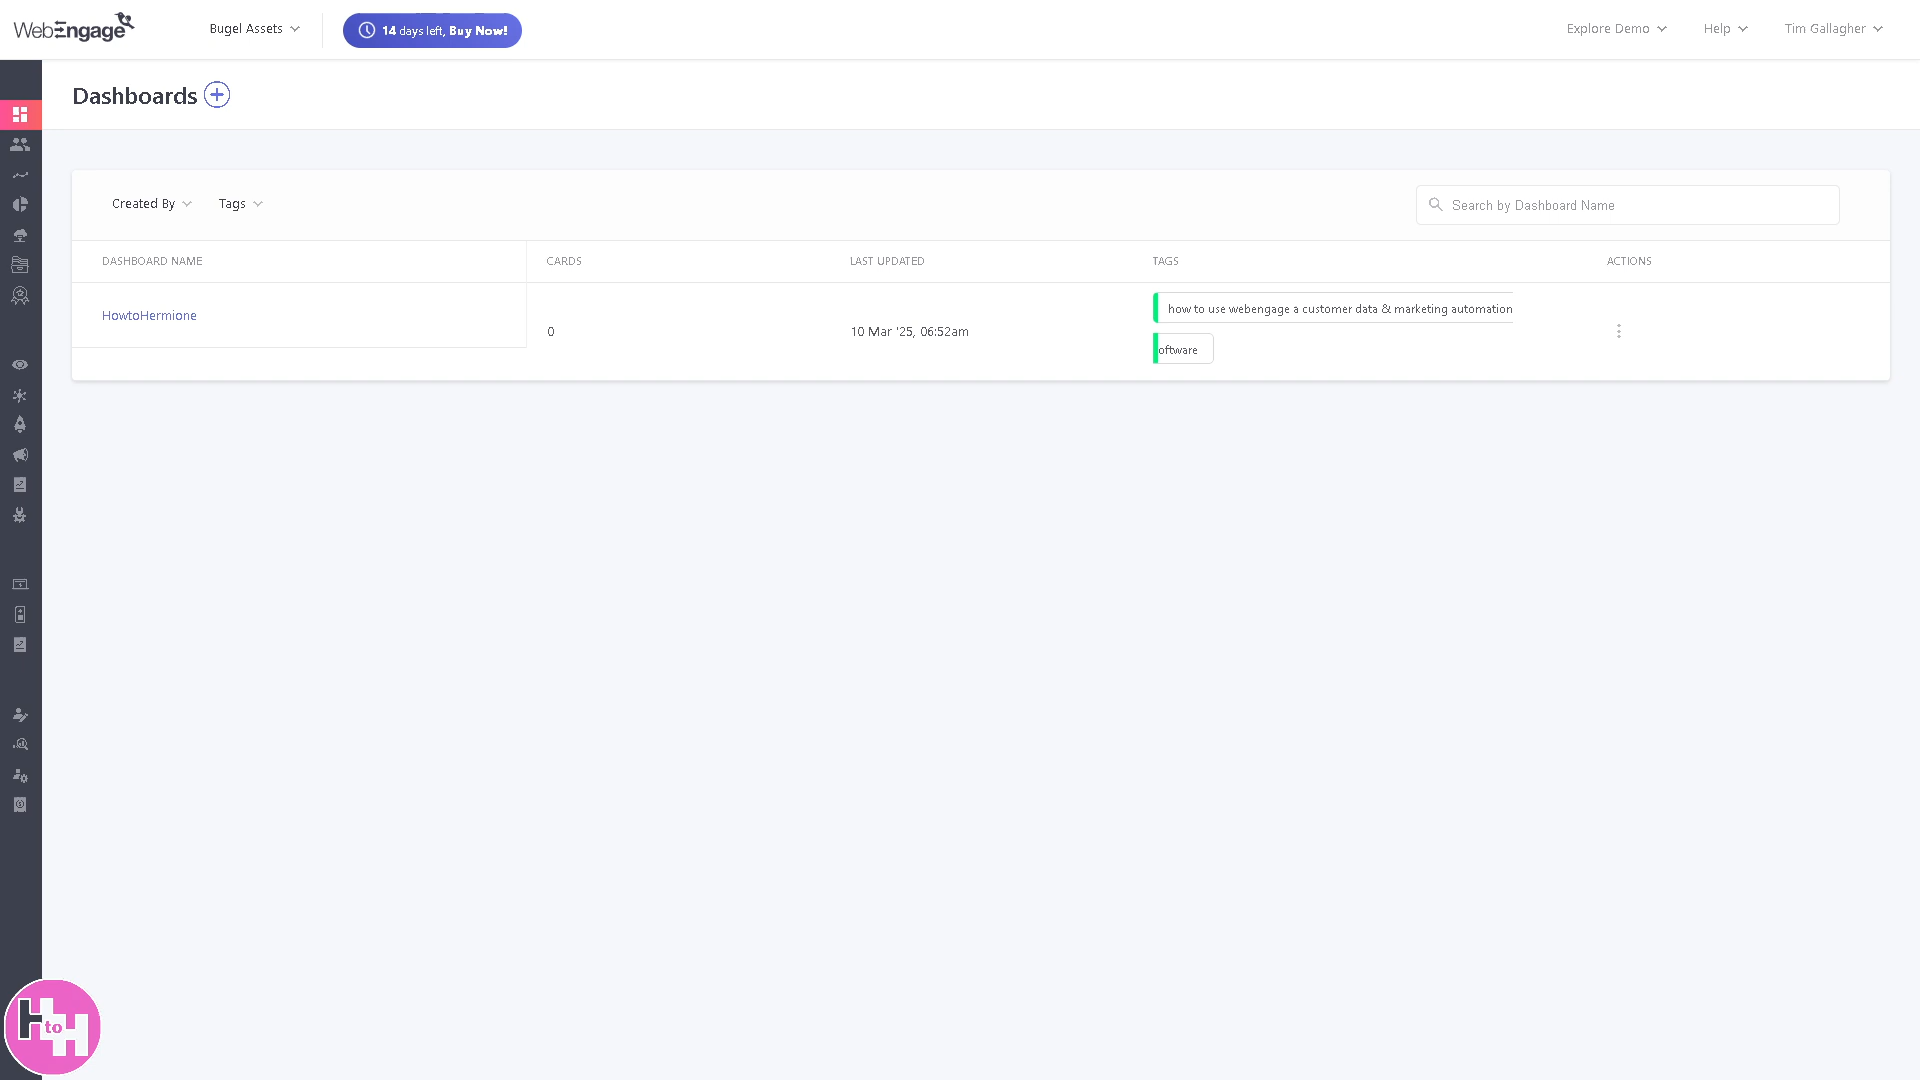 WebEngage
Bugel Assets
14 days left, Buy Now!
Explore Demo
Help
Tim Gallagher
Dashboards
Created By
Tags
Search by Dashboard Name
DASHBOARD NAME
CARDS
LAST UPDATED
TAGS
ACTIONS
HowtoHermione
0
10 Mar '25, 06:52am
how to use webengage a customer data & marketing automation
oftware
H to H